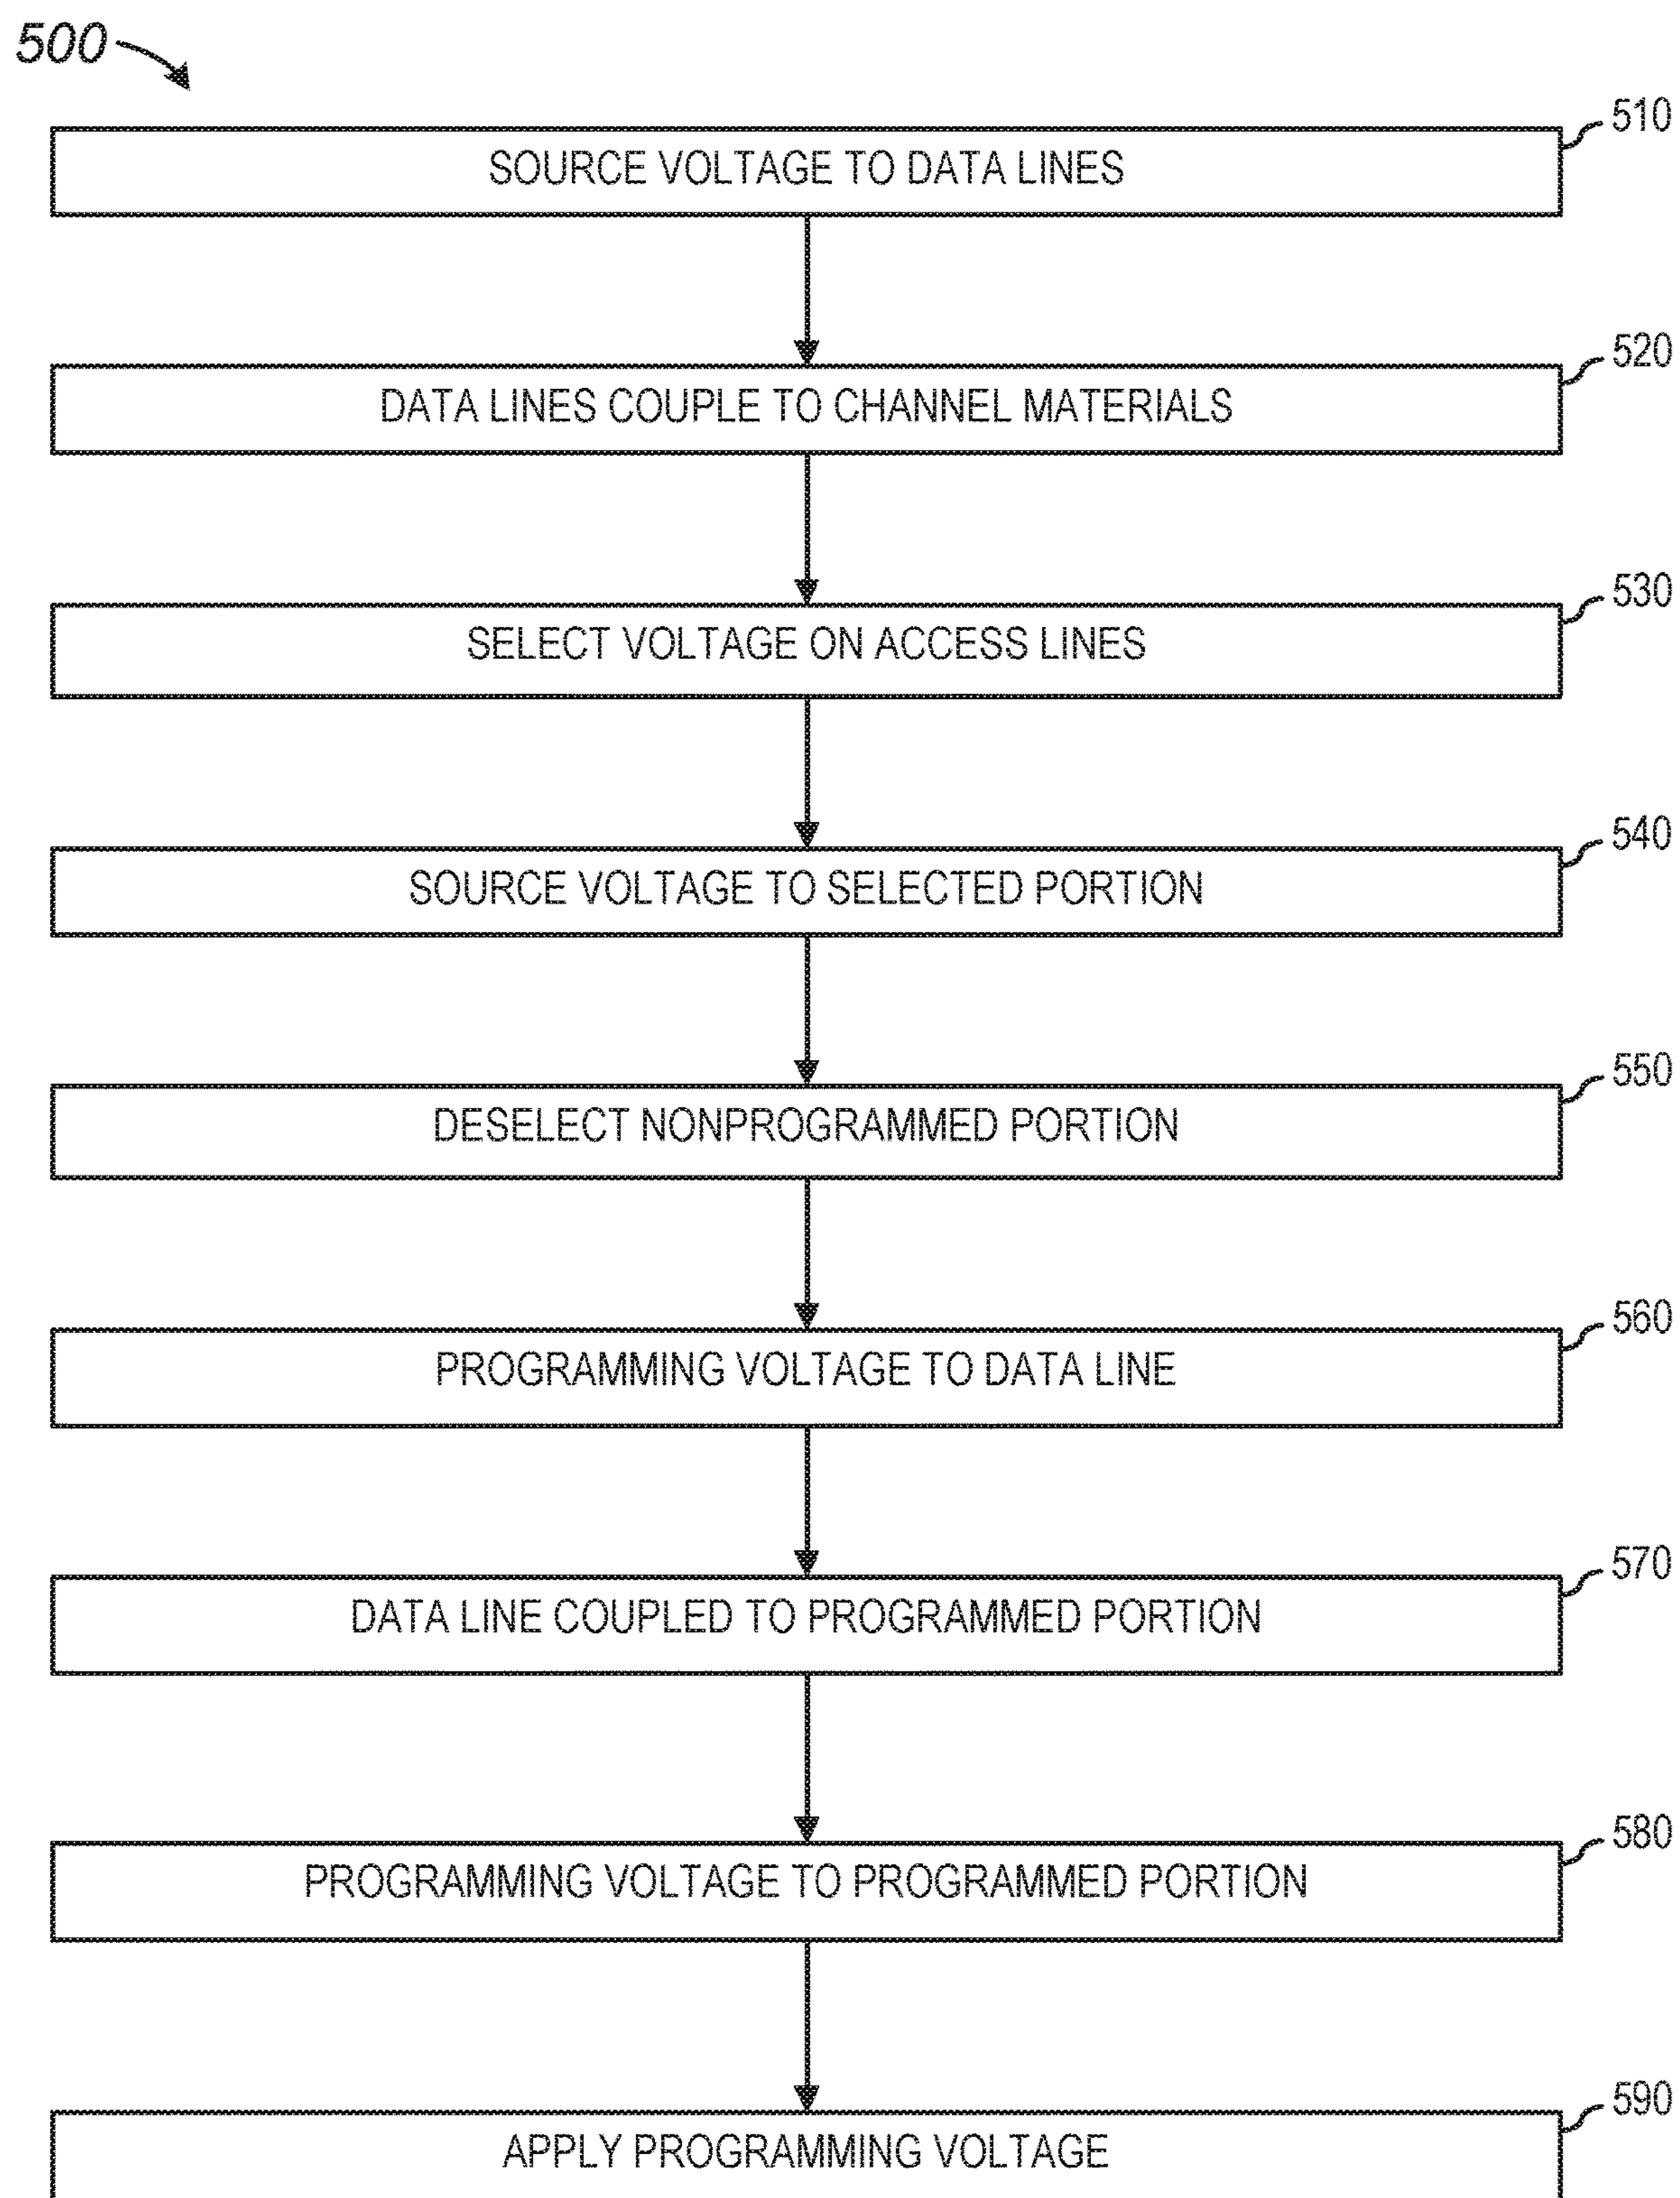 500
510
SOURCE VOLTAGE TO DATA LINES
520
DATA LINES COUPLE TO CHANNEL MATERIALS
530
SELECT VOLTAGE ON ACCESS LINES
540
SOURCE VOLTAGE TO SELECTED PORTION
550
DESELECT NONPROGRAMMED PORTION
560
PROGRAMMING VOLTAGE TO DATA LINE
570
DATA LINE COUPLED TO PROGRAMMED PORTION
580
PROGRAMMING VOLTAGE TO PROGRAMMED PORTION
590
APPLY PROGRAMMING VOLTAGE